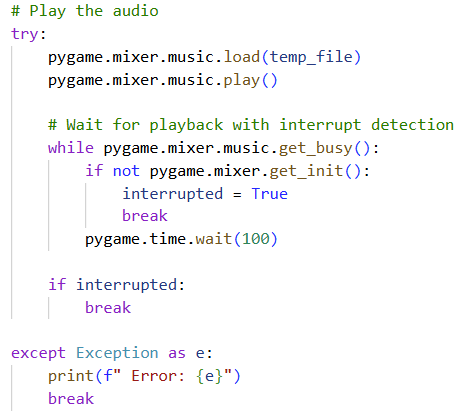 # Play the audio
try:
    pygame.mixer.music.load(temp_file)
    pygame.mixer.music.play()

    # Wait for playback with interrupt detection
    while pygame.mixer.music.get_busy():
        if not pygame.mixer.get_init():
            interrupted = True
            break
        pygame.time.wait(100)

    if interrupted:
        break

except Exception as e:
    print(f" Error: {e}")
    break